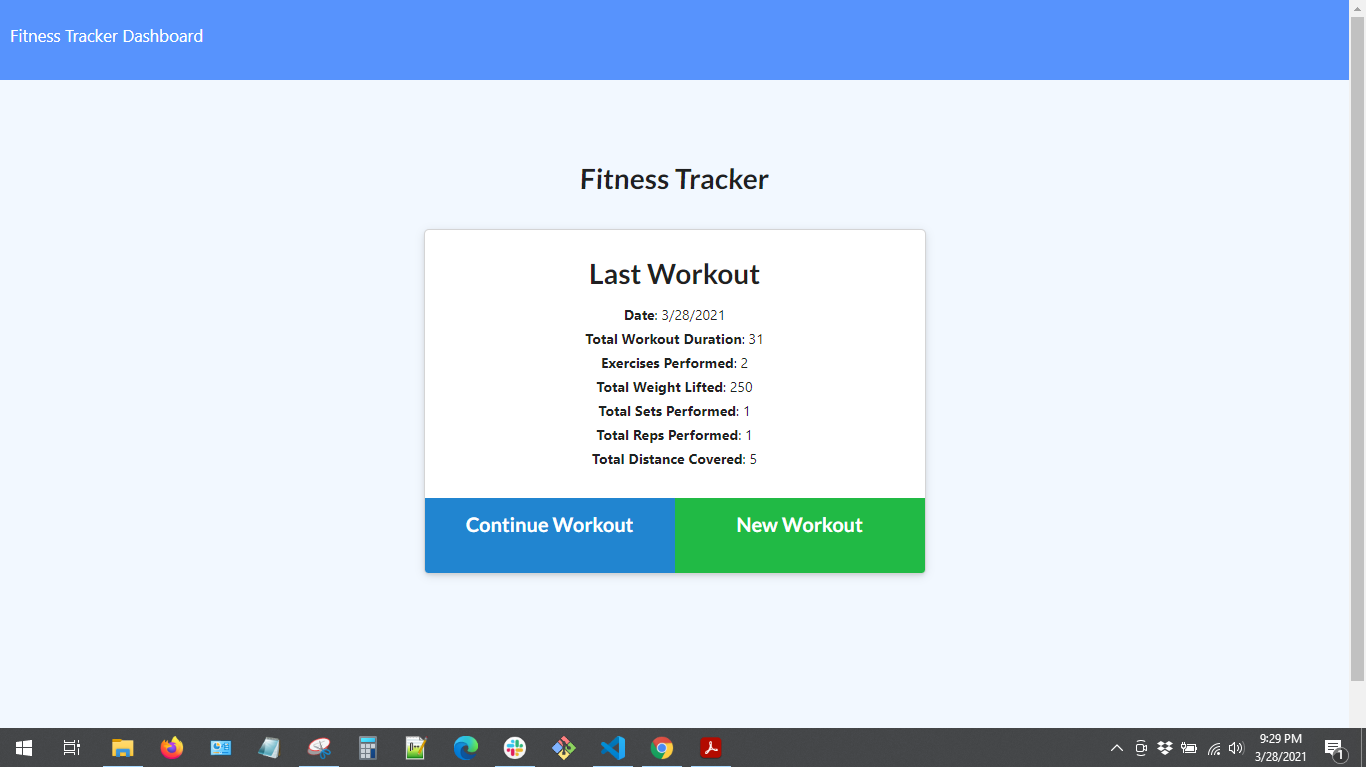 Fitness Tracker Dashboard
Fitness Tracker
Last Workout
Date: 3/28/2021
Total Workout Duration: 31
Exercises Performed: 2
Total Weight Lifted: 250
Total Sets Performed: 1
Total Reps Performed: 1
Total Distance Covered: 5
Continue Workout New Workout
9:29 PM
3/28/2021
1